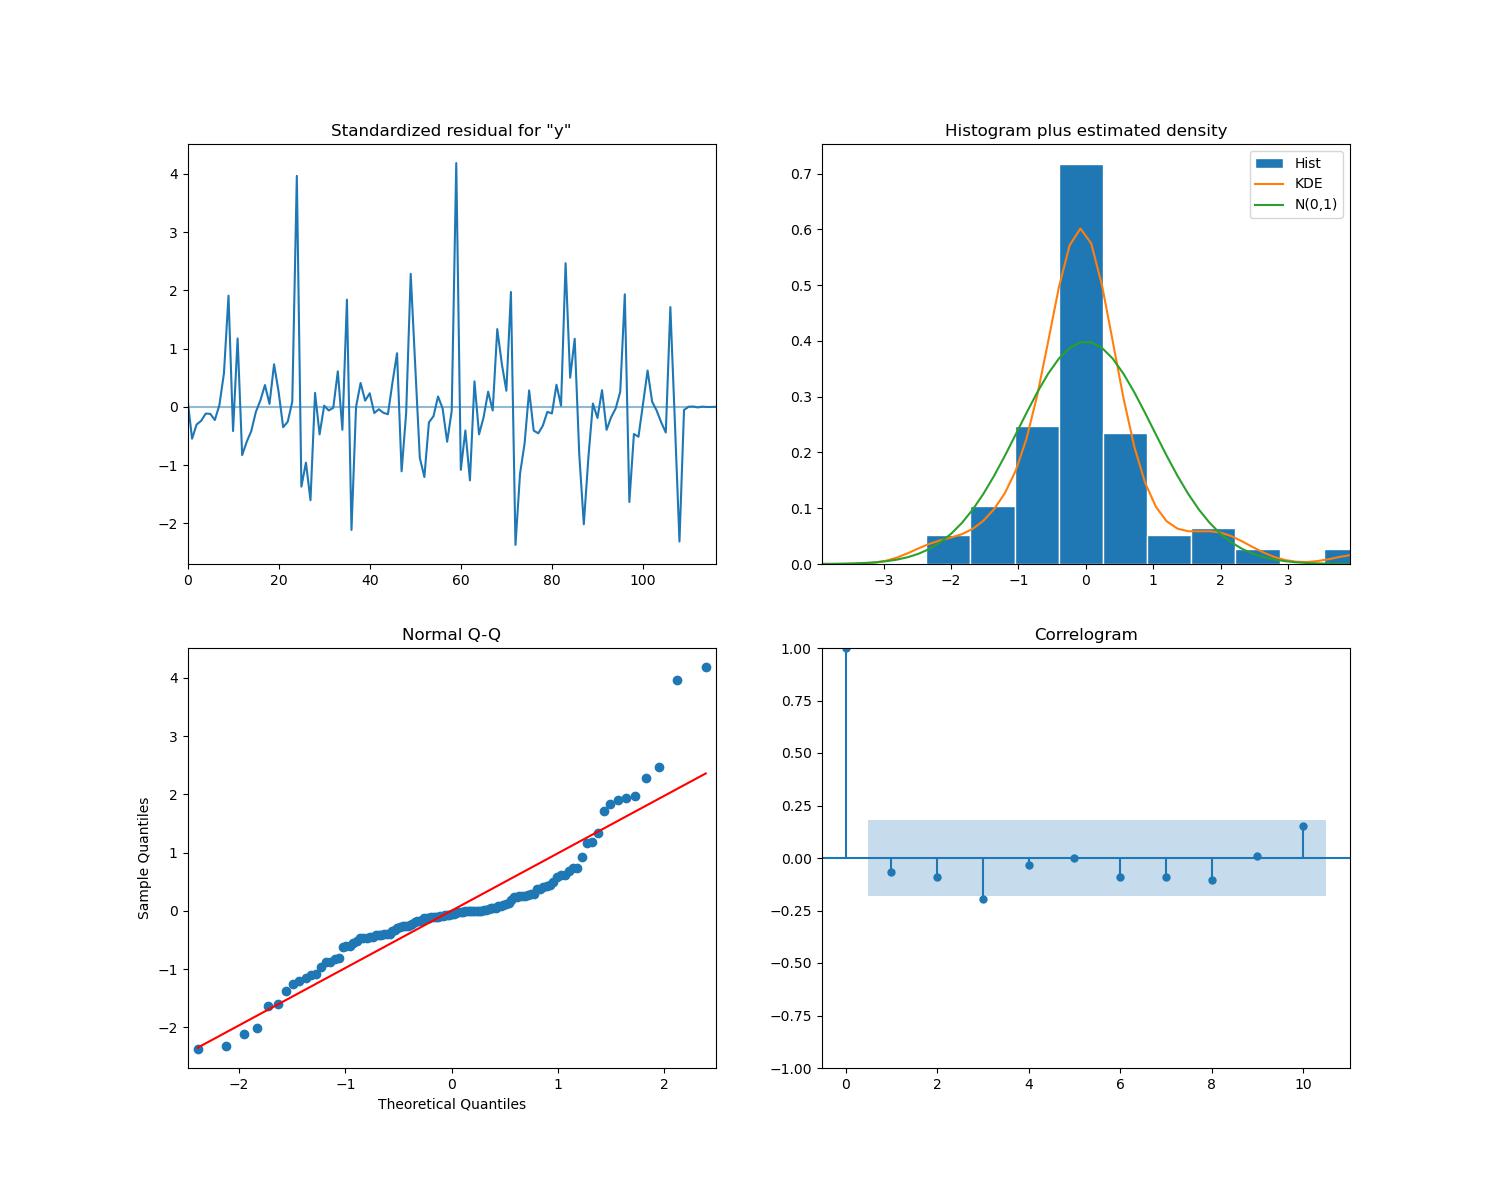 Standardized residual for "y"
4
3
2
1
0
−1
−2
0 20 40 60 80 100
Histogram plus estimated density
0.7
0.6
0.5
0.4
0.3
0.2
0.1
0.0
−3 −2 −1 0 1 2 3
Hist
KDE
N(0,1)
Normal Q-Q
Sample Quantiles
4
3
2
1
0
−1
−2
−2 −1 0 1 2
Theoretical Quantiles
Correlogram
1.00
0.75
0.50
0.25
0.00
−0.25
−0.50
−0.75
−1.00
0 2 4 6 8 10